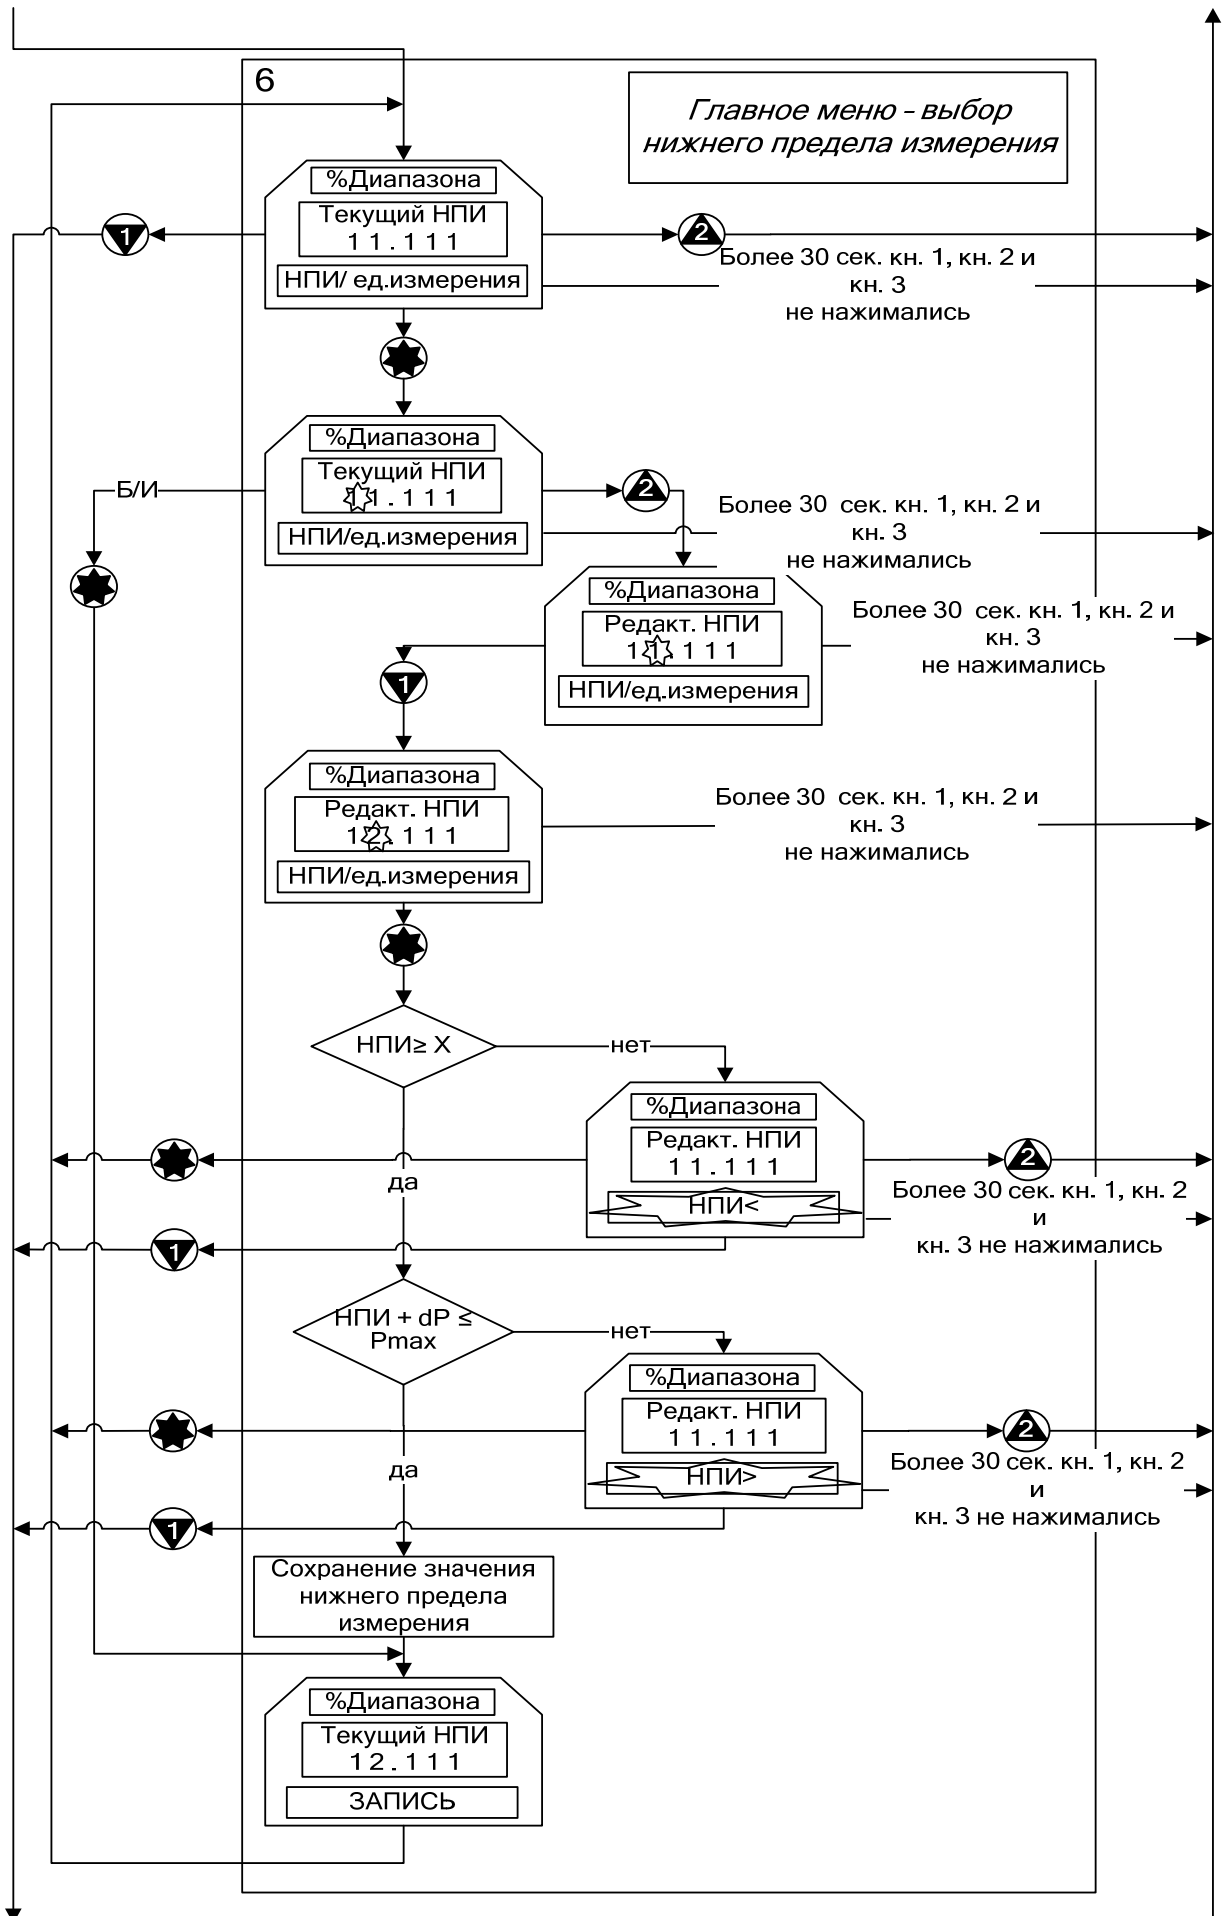 6
Главное меню – выбор
нижнего предела измерения
%Диапазона
Текущий НПИ
11.111
НПИ/ ед.измерения
1
2
Более 30 сек. кн. 1, кн. 2 и
кн. 3
не нажимались
%Диапазона
Текущий НПИ
11.111
НПИ/ед.измерения
Б/И
2
Более 30 сек. кн. 1, кн. 2 и
кн. 3
не нажимались
%Диапазона
Редакт. НПИ
11.111
НПИ/ед.измерения
Более 30 сек. кн. 1, кн. 2 и
кн. 3
не нажимались
1
%Диапазона
Редакт. НПИ
12.111
НПИ/ед.измерения
Более 30 сек. кн. 1, кн. 2 и
кн. 3
не нажимались
НПИ≥ X
нет
%Диапазона
Редакт. НПИ
11.111
НПИ<
да
2
Более 30 сек. кн. 1, кн. 2
и
кн. 3 не нажимались
1
НПИ + dP ≤
Pmax
нет
%Диапазона
Редакт. НПИ
11.111
НПИ>
да
2
Более 30 сек. кн. 1, кн. 2
и
кн. 3 не нажимались
1
Сохранение значения
нижнего предела
измерения
%Диапазона
Текущий НПИ
12.111
ЗАПИСЬ